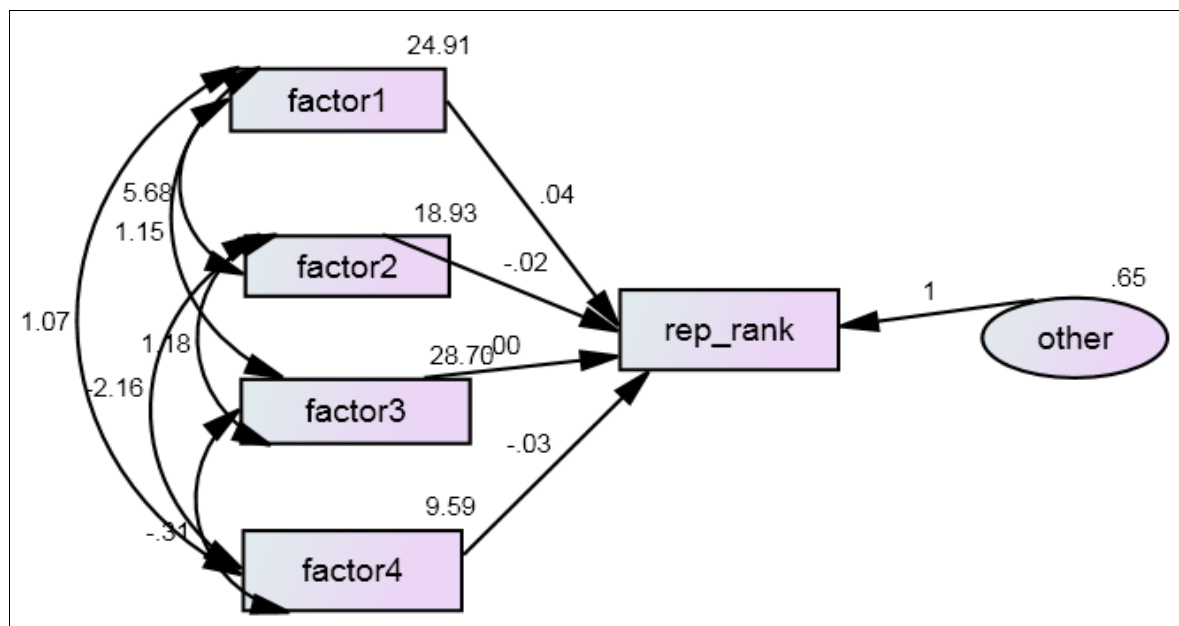 24.91
factor1
5.68
.04
1.15
18.93
factor2
-.02
.65
1
1.07
rep_rank
other
1.18
28.70
.00
-2.16
factor3
-.03
9.59
-.31
factor4